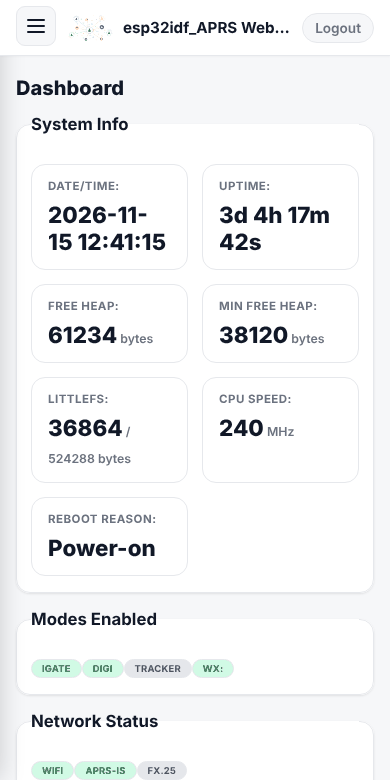 esp32idf_APRS Web...
Logout
Dashboard
System Info
DATE/TIME:
2026-11-
15 12:41:15
UPTIME:
3d 4h 17m
42s
FREE HEAP:
61234 bytes
MIN FREE HEAP:
38120 bytes
LITTLEFS:
36864 /
524288 bytes
CPU SPEED:
240 MHz
REBOOT REASON:
Power-on
Modes Enabled
IGATE DIGI TRACKER WX:
Network Status
WIFI APRS-IS FX.25